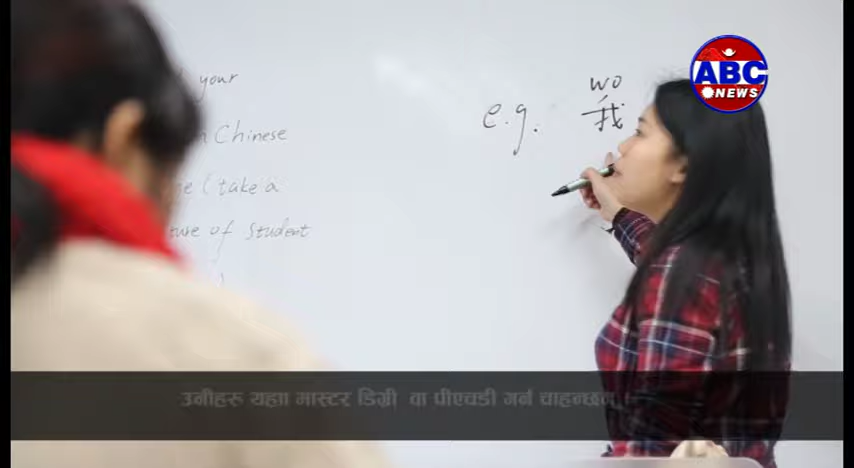 your
Chinese
(take a
of student
e.g.
wo
我
ABC
NEWS
उनीहरू यहाँ मास्टर डिग्री वा पीएचडी गर्न चाहन्छन् ।